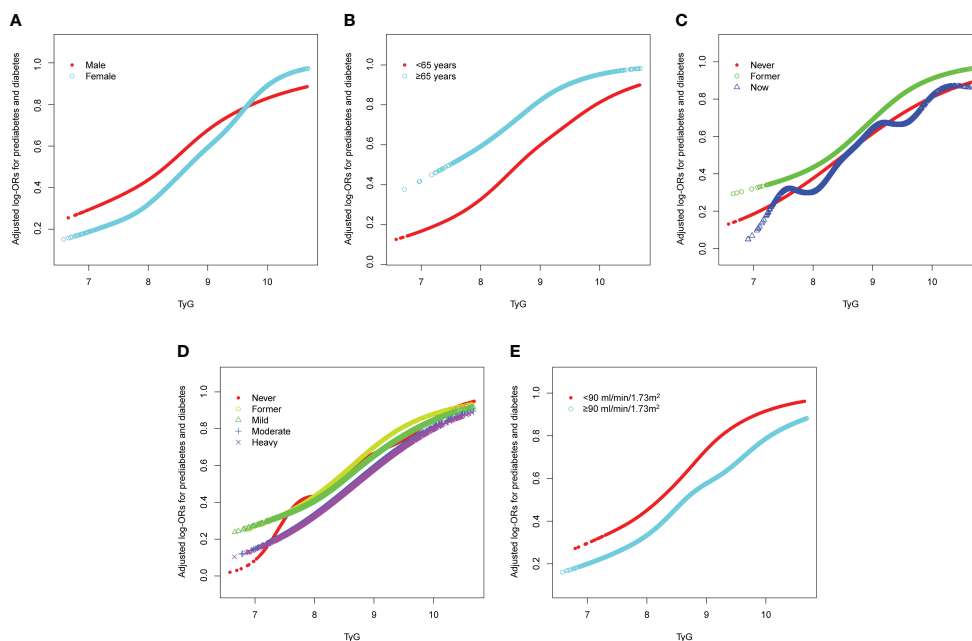 A
Adjusted log-ORs for prediabetes and diabetes
1.0
0.8
0.6
0.4
0.2
Male
Female
7 8 9 10
TyG
B
Adjusted log-ORs for prediabetes and diabetes
1.0
0.8
0.6
0.4
0.2
0.0
<65 years
≥65 years
7 8 9 10
TyG
C
Adjusted log-ORs for prediabetes and diabetes
1.0
0.8
0.6
0.4
0.2
0.0
Never
Former
Now
7 8 9 10
TyG
D
Adjusted log-ORs for prediabetes and diabetes
1.0
0.8
0.6
0.4
0.2
0.0
Never
Former
Mild
Moderate
Heavy
7 8 9 10
TyG
E
Adjusted log-ORs for prediabetes and diabetes
1.0
0.8
0.6
0.4
0.2
<90 ml/min/1.73m²
≥90 ml/min/1.73m²
7 8 9 10
TyG